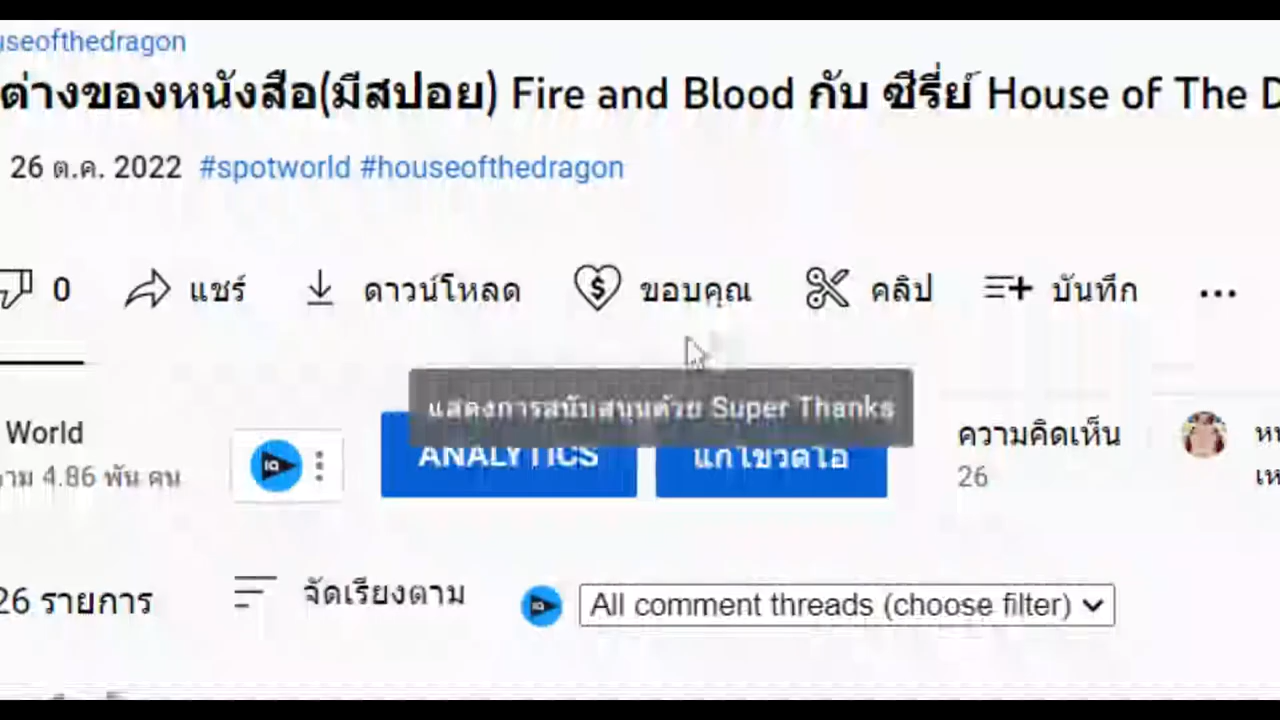 useofthedragon
ต่างของหนังสือ(มีสปอย) Fire and Blood กับ ซีรี่ย์ House of The D
26 ต.ค. 2022 #spotworld #houseofthedragon
0 แชร์ ดาวน์โหลด ขอบคุณ คลิป บันทึก ...
แสดงการสนับสนุนด้วย Super Thanks
World
าม 4.86 พัน คน
ANALYTICS แก้ไขวิดีโอ
ความคิดเห็น
26
26 รายการ จัดเรียงตาม All comment threads (choose filter)